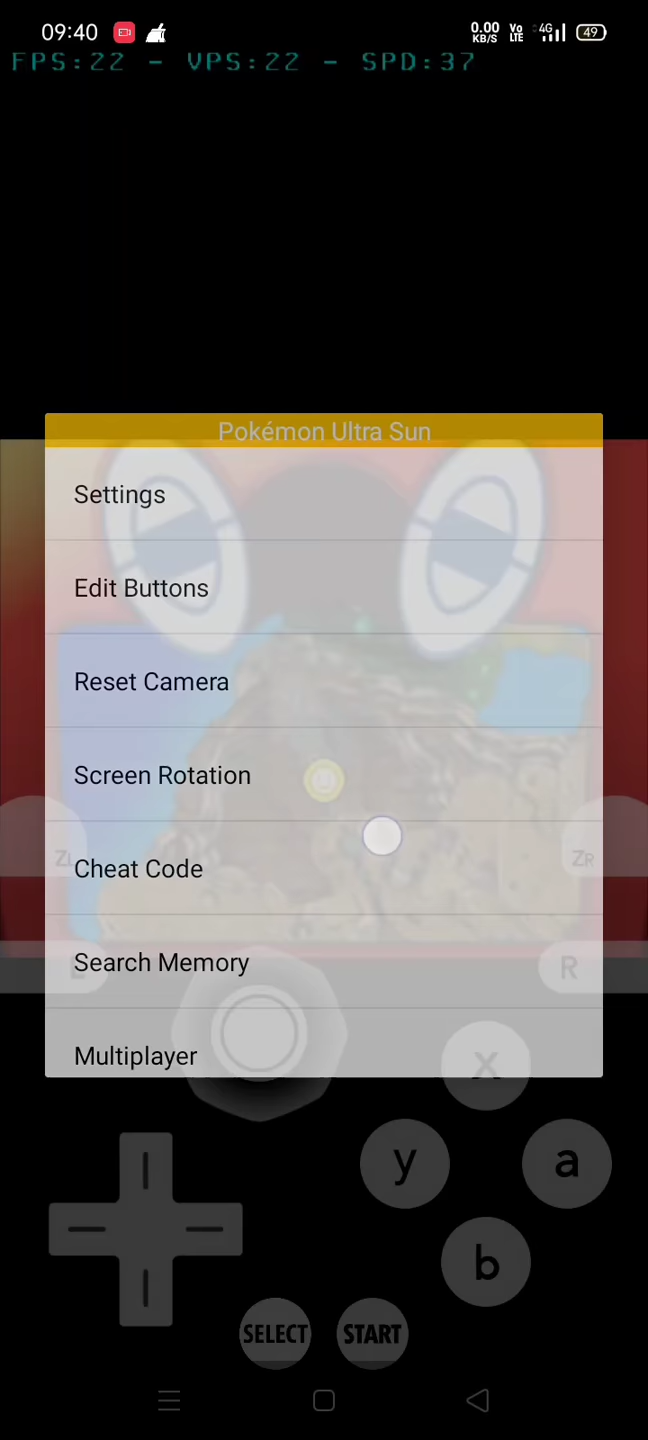 09:40
0.00
KB/S
Vo
LTE
4G
49
FPS:22 - VPS:22 - SPD:37
Pokémon Ultra Sun
Settings
Edit Buttons
Reset Camera
Screen Rotation
ZL
ZR
Cheat Code
Search Memory
L
R
Multiplayer
x
y
a
b
SELECT
START